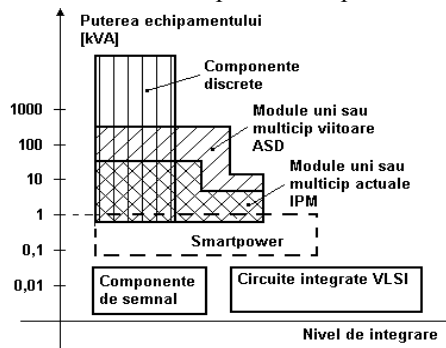 Puterea echipamentului
[kVA]
Componente
discrete
1000
Module uni sau
multicip viitoare
ASD
100
Module uni sau
multicip actuale
IPM
10
1
Smartpower
0,1
0,01
Componente
de semnal
Circuite integrate VLSI
Nivel de integrare